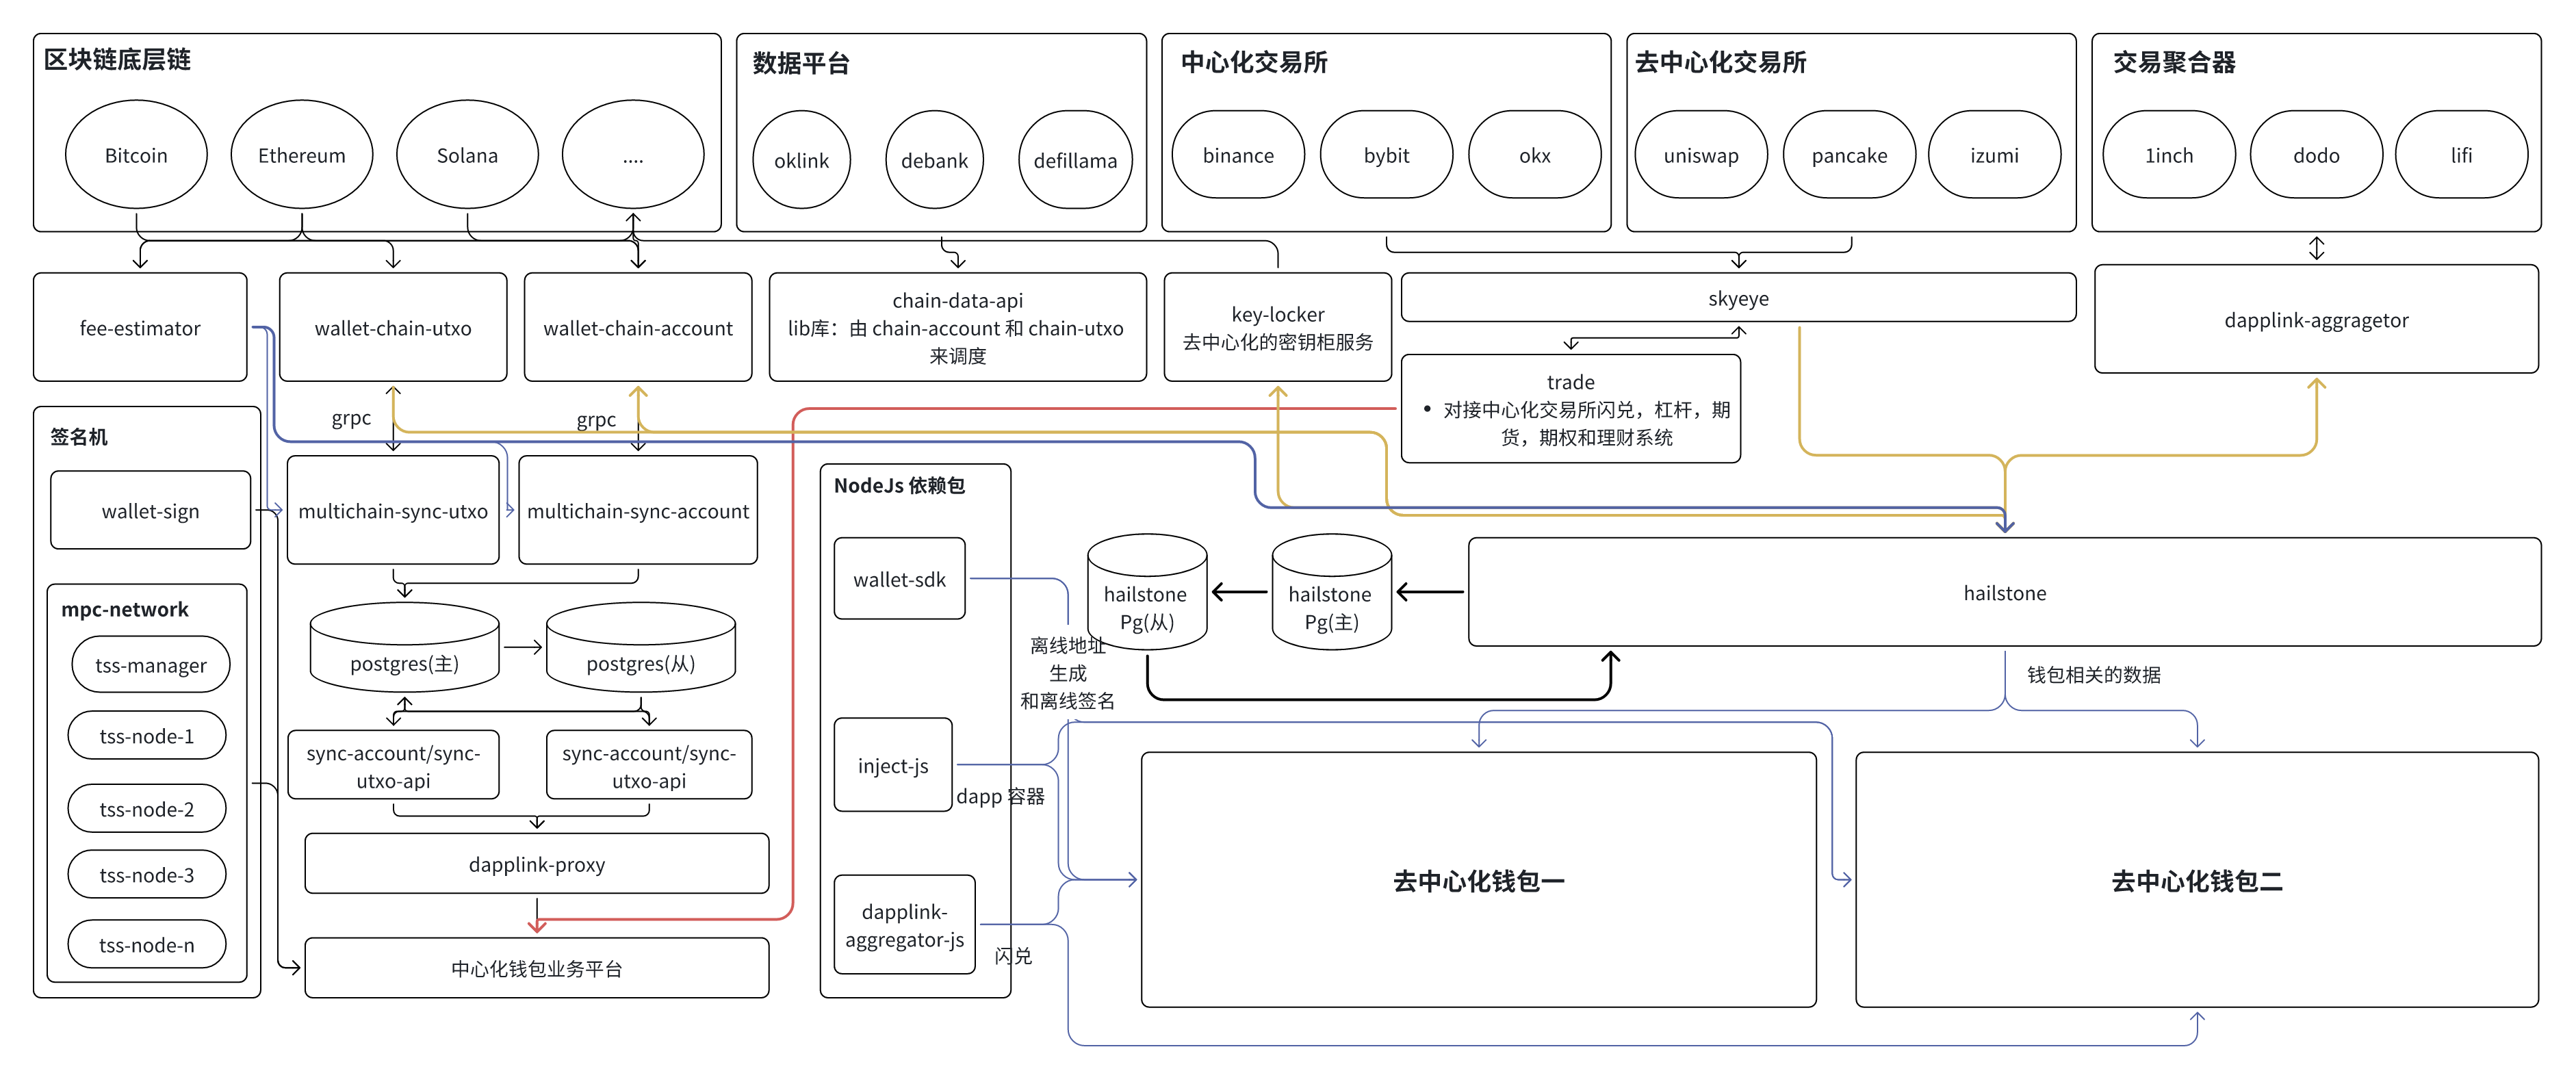 区块链底层链
Bitcoin
Ethereum
Solana
....
数据平台
oklink
debank
defillama
中心化交易所
binance
bybit
okx
去中心化交易所
uniswap
pancake
izumi
交易聚合器
1inch
dodo
lifi
fee-estimator
wallet-chain-utxo
wallet-chain-account
chain-data-api
lib库：由 chain-account 和 chain-utxo
来调度
key-locker
去中心化的密钥柜服务
skyeye
dapplink-aggragetor
trade
• 对接中心化交易所闪兑，杠杆，期
货，期权和理财系统
grpc
grpc
签名机
wallet-sign
mpc-network
tss-manager
tss-node-1
tss-node-2
tss-node-3
tss-node-n
multichain-sync-utxo
multichain-sync-account
postgres(主)
postgres(从)
sync-account/sync-
utxo-api
sync-account/sync-
utxo-api
dapplink-proxy
中心化钱包业务平台
NodeJs 依赖包
wallet-sdk
离线地址
生成
和离线签名
inject-js
dapp 容器
dapplink-
aggregator-js
闪兑
hailstone
Pg(从)
hailstone
Pg(主)
hailstone
钱包相关的数据
去中心化钱包一
去中心化钱包二